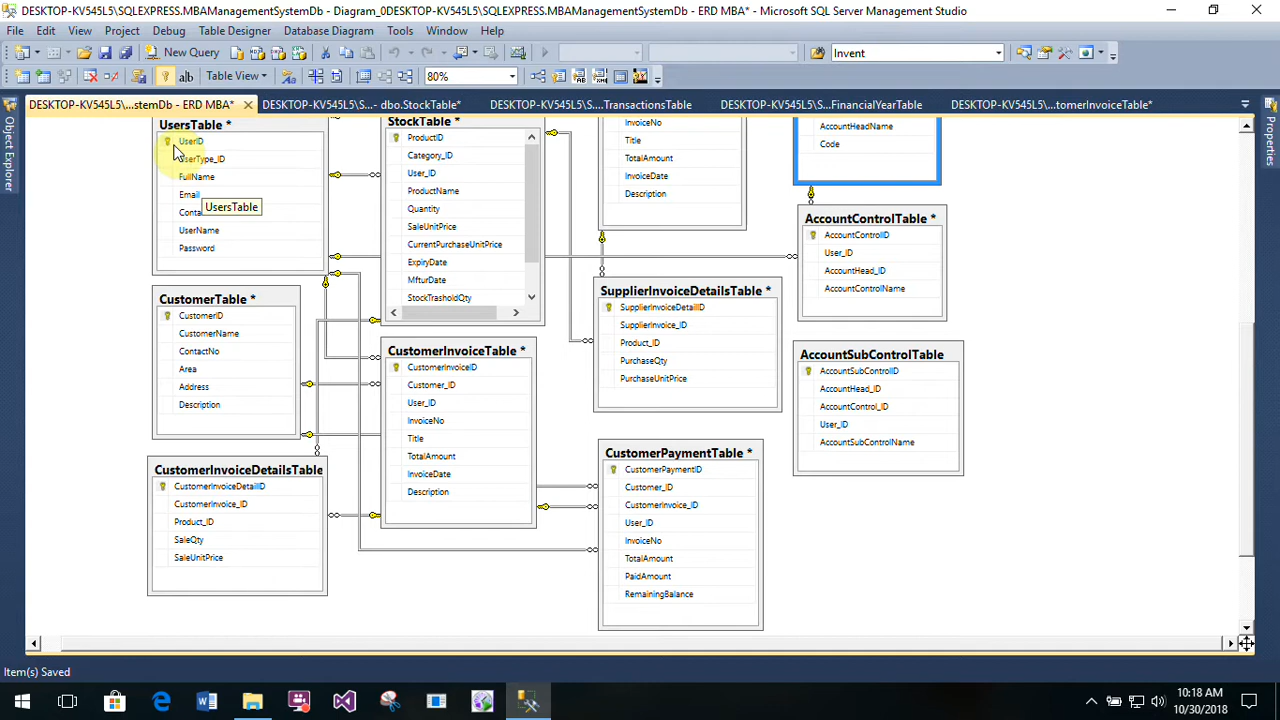 DESKTOP-KV545L5\SQLEXPRESS.MBAManagementSystemDb - Diagram_0DESKTOP-KV545L5\SQLEXPRESS.MBAManagementSystemDb - ERD MBA* - Microsoft SQL Server Management Studio
File Edit View Project Debug Table Designer Database Diagram Tools Window Help
New Query Invent
Table View 80%
DESKTOP-KV545L5\...stemDb - ERD MBA* DESKTOP-KV545L5\S...- dbo.StockTable* DESKTOP-KV545L5\S....TransactionsTable DESKTOP-KV545L5\S...FinancialYearTable DESKTOP-KV545L5\...tomerInvoiceTable*
Object Explorer
Properties
UsersTable *
UserID
UserType_ID
FullName
Email
UserName
Password
UsersTable
StockTable *
ProductID
Category_ID
User_ID
ProductName
Quantity
SaleUnitPrice
CurrentPurchaseUnitPrice
ExpiryDate
MfturDate
StockTrasholdQty
InvoiceNo
Title
TotalAmount
InvoiceDate
Description
AccountHeadName
Code
AccountControlTable *
AccountControlID
User_ID
AccountHead_ID
AccountControlName
CustomerTable *
CustomerID
CustomerName
ContactNo
Area
Address
Description
CustomerInvoiceTable *
CustomerInvoiceID
Customer_ID
User_ID
InvoiceNo
Title
TotalAmount
InvoiceDate
Description
SupplierInvoiceDetailsTable *
SupplierInvoiceDetailID
SupplierInvoice_ID
Product_ID
PurchaseQty
PurchaseUnitPrice
AccountSubControlTable
AccountSubControlID
AccountHead_ID
AccountControl_ID
User_ID
AccountSubControlName
CustomerInvoiceDetailsTable
CustomerInvoiceDetailID
CustomerInvoice_ID
Product_ID
SaleQty
SaleUnitPrice
CustomerPaymentTable *
CustomerPaymentID
Customer_ID
CustomerInvoice_ID
User_ID
InvoiceNo
TotalAmount
PaidAmount
RemainingBalance
Item(s) Saved
10:18 AM
10/30/2018